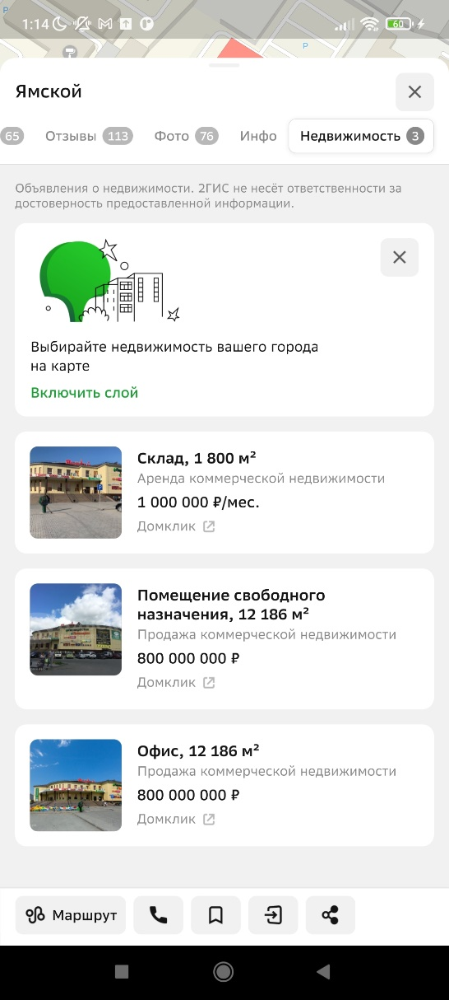 P
1:14
60
P
Ямской
65
Отзывы 113
Фото 76
Инфо
Недвижимость 3
Объявления о недвижимости. 2ГИС не несёт ответственности за
достоверность предоставленной информации.
Выбирайте недвижимость вашего города
на карте
Включить слой
Склад, 1 800 м²
Аренда коммерческой недвижимости
1 000 000 ₽/мес.
Домклик
Помещение свободного
назначения, 12 186 м²
Продажа коммерческой недвижимости
800 000 000 ₽
Домклик
Офис, 12 186 м²
Продажа коммерческой недвижимости
800 000 000 ₽
Домклик
Маршрут